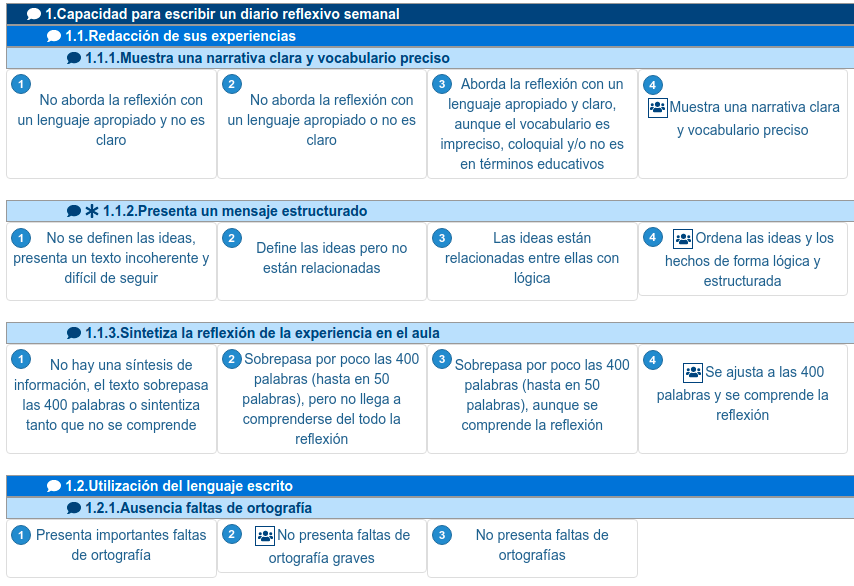 1.Capacidad para escribir un diario reflexivo semanal
1.1.Redacción de sus experiencias
1.1.1.Muestra una narrativa clara y vocabulario preciso
1
No aborda la reflexión con
un lenguaje apropiado y no es
claro
2
No aborda la reflexión con
un lenguaje apropiado o no es
claro
3
Aborda la reflexión con un
lenguaje apropiado y claro,
aunque el vocabulario es
impreciso, coloquial y/o no es
en términos educativos
4
Muestra una narrativa clara
y vocabulario preciso
1.1.2.Presenta un mensaje estructurado
1
No se definen las ideas,
presenta un texto incoherente y
difícil de seguir
2
Define las ideas pero no
están relacionadas
3
Las ideas están
relacionadas entre ellas con
lógica
4
Ordena las ideas y los
hechos de forma lógica y
estructurada
1.1.3.Sintetiza la reflexión de la experiencia en el aula
1
No hay una síntesis de
información, el texto sobrepasa
las 400 palabras o sintentiza
tanto que no se comprende
2
Sobrepasa por poco las 400
palabras (hasta en 50
palabras), pero no llega a
comprenderse del todo la
reflexión
3
Sobrepasa por poco las 400
palabras (hasta en 50
palabras), aunque se
comprende la reflexión
4
Se ajusta a las 400
palabras y se comprende la
reflexión
1.2.Utilización del lenguaje escrito
1.2.1.Ausencia faltas de ortografía
1
Presenta importantes faltas
de ortografía
2
No presenta faltas de
ortografía graves
3
No presenta faltas de
ortografías